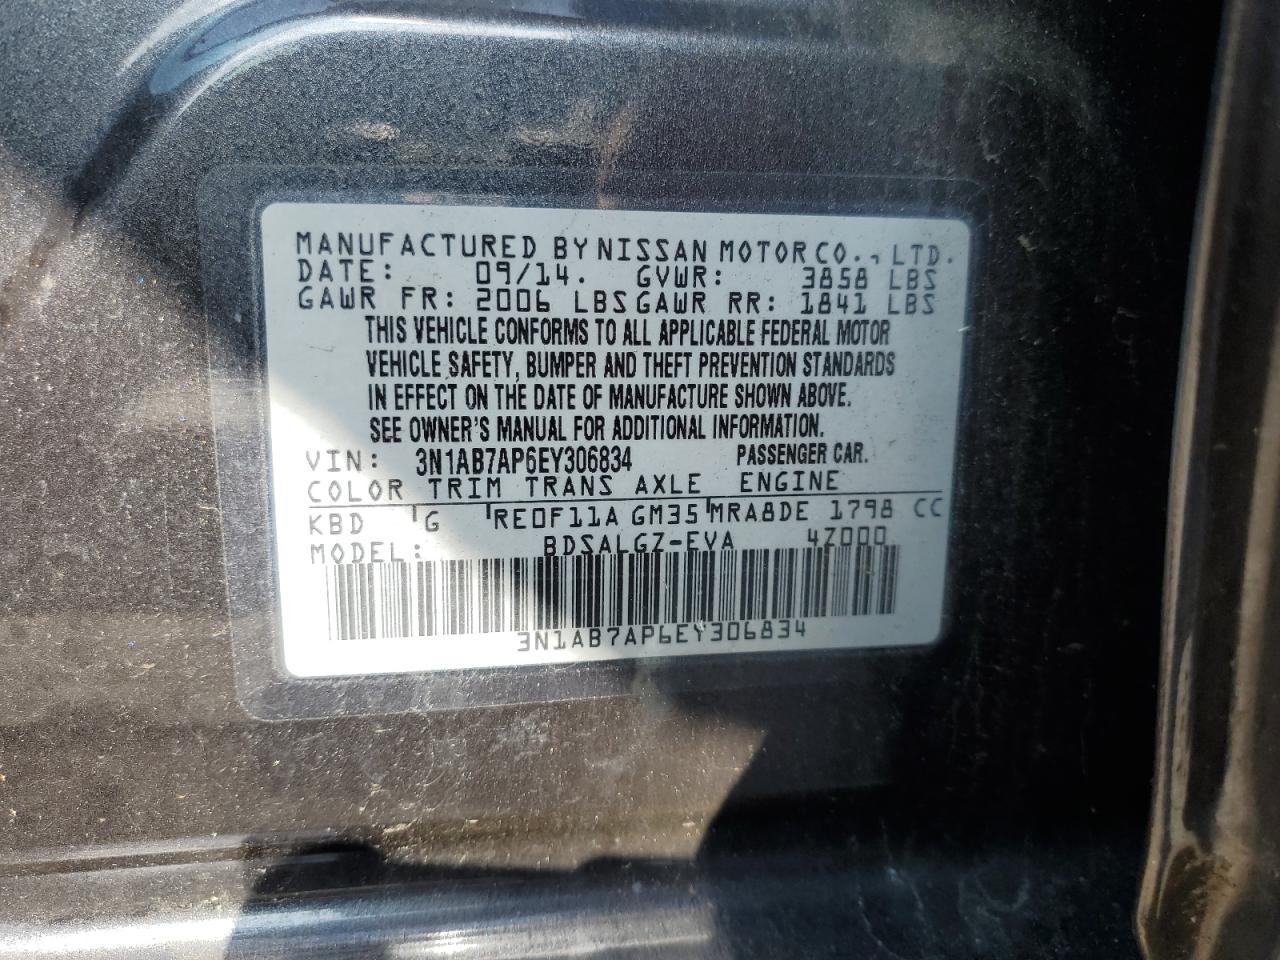 MANUFACTURED BY NISSAN MOTOR CO., LTD.
DATE: 09/14. GVWR: 3858 LBS
GAWR FR: 2006 LBS GAWR RR: 1841 LBS
THIS VEHICLE CONFORMS TO ALL APPLICABLE FEDERAL MOTOR
VEHICLE SAFETY, BUMPER AND THEFT PREVENTION STANDARDS
IN EFFECT ON THE DATE OF MANUFACTURE SHOWN ABOVE.
SEE OWNER'S MANUAL FOR ADDITIONAL INFORMATION.
VIN: 3N1AB7AP6EY306834 PASSENGER CAR.
COLOR TRIM TRANS AXLE ENGINE
KBD G RE0F11A GM35 MRA8DE 1798 CC
MODEL: BDSALGZ-EVA 4Z000
3N1AB7AP6EY306834